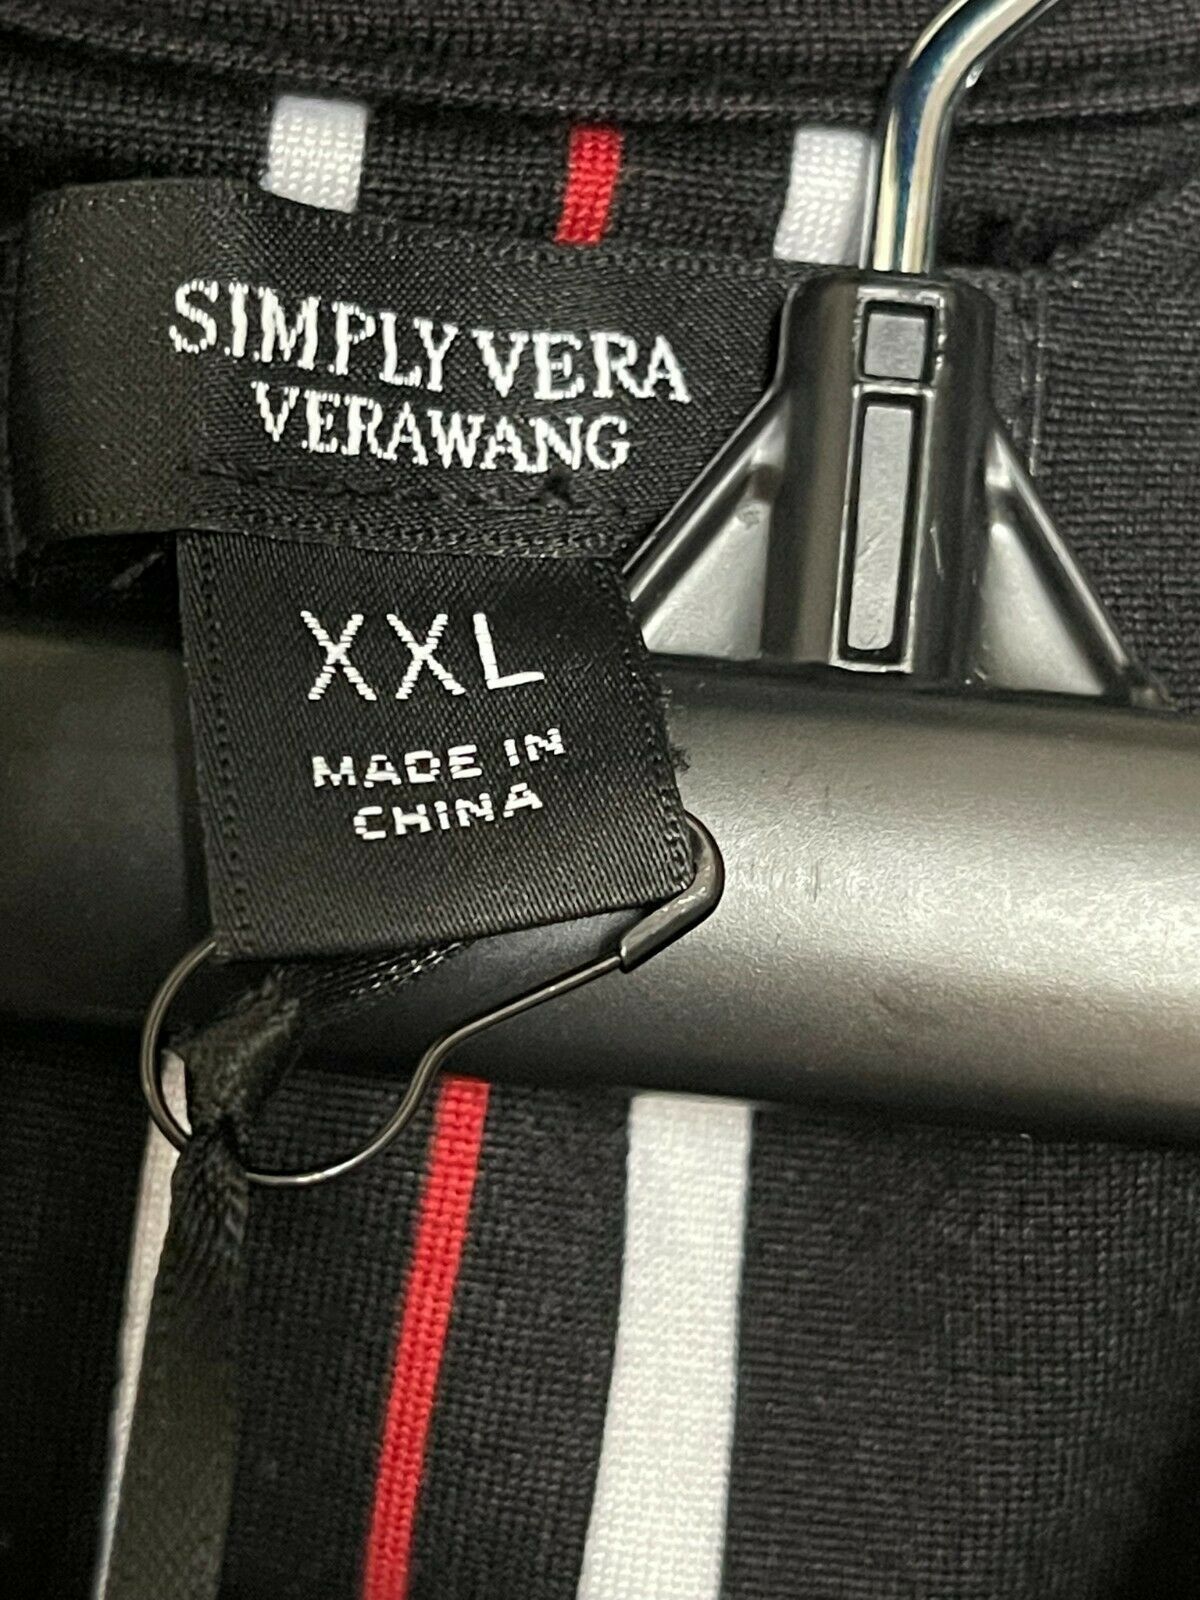 SIMPLY VERA
VERAWANG
XXL
MADE IN
CHINA